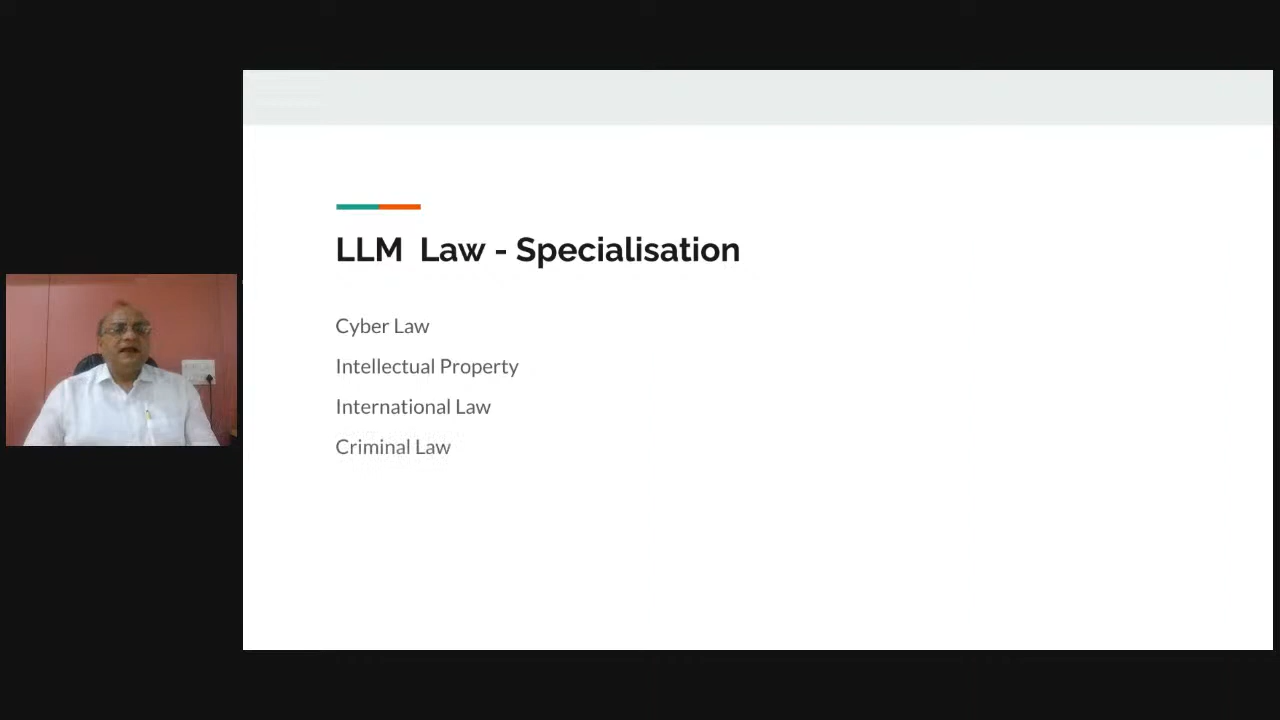 LLM  Law - Specialisation
Cyber Law
Intellectual Property
International Law
Criminal Law